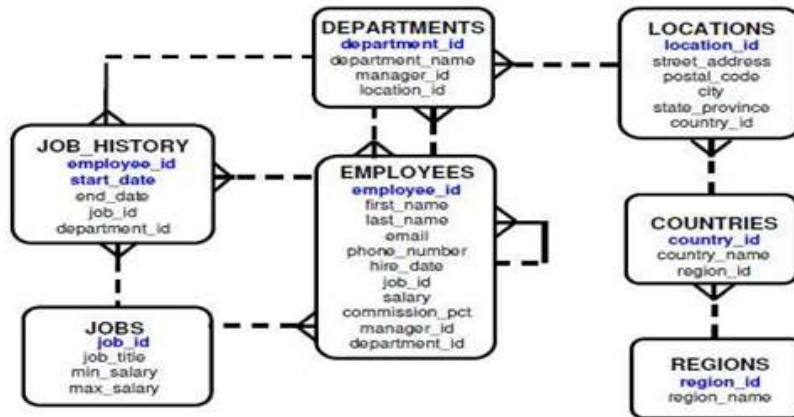 DEPARTMENTS
department_id
department_name
manager_id
location_id
LOCATIONS
location_id
street_address
postal_code
city
state_province
country_id
JOB_HISTORY
employee_id
start_date
end_date
job_id
department_id
EMPLOYEES
employee_id
first_name
last_name
email
phone_number
hire_date
job_id
salary
commission_pct
manager_id
department_id
COUNTRIES
country_id
country_name
region_id
JOBS
job_id
job_title
min_salary
max_salary
REGIONS
region_id
region_name